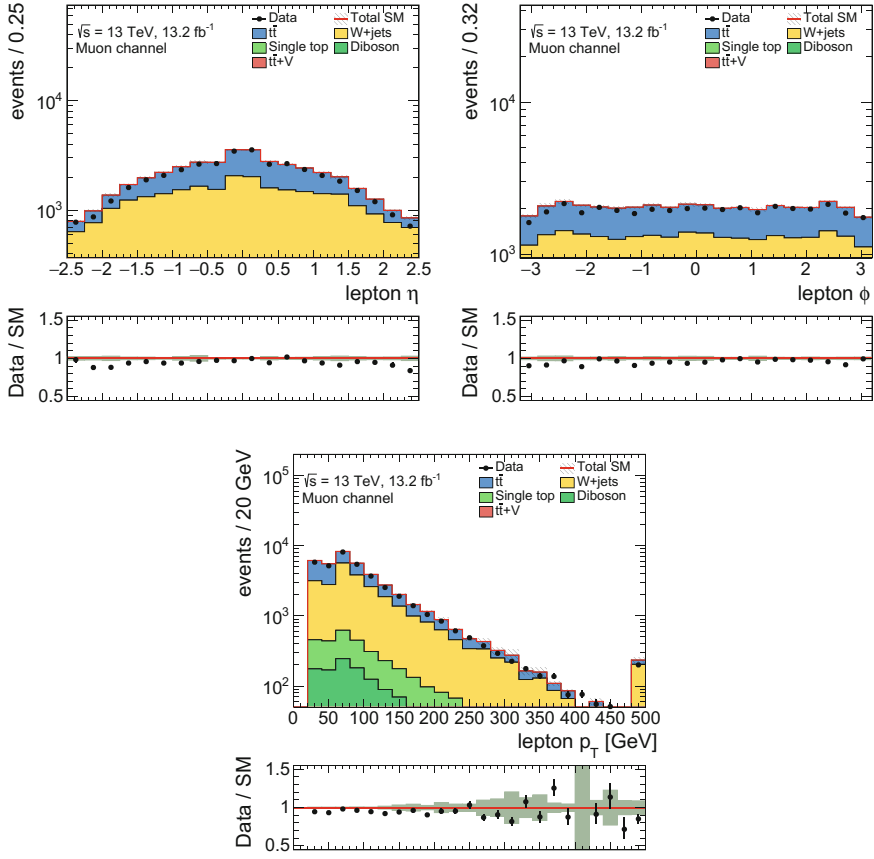 events / 0.25
10⁴
10³
√s = 13 TeV, 13.2 fb⁻¹
Muon channel
Data
Total SM
tt̄
W+jets
Single top
Diboson
tt̄+V
−2.5 −2 −1.5 −1 −0.5 0 0.5 1 1.5 2 2.5
lepton η
Data / SM
1.5
1
0.5
events / 0.32
10⁴
10³
√s = 13 TeV, 13.2 fb⁻¹
Muon channel
Data
Total SM
tt̄
W+jets
Single top
Diboson
tt̄+V
−3 −2 −1 0 1 2 3
lepton ϕ
Data / SM
1.5
1
0.5
events / 20 GeV
10⁵
10⁴
10³
10²
√s = 13 TeV, 13.2 fb⁻¹
Muon channel
Data
Total SM
tt̄
W+jets
Single top
Diboson
tt̄+V
0 50 100 150 200 250 300 350 400 450 500
lepton p_T [GeV]
Data / SM
1.5
1
0.5